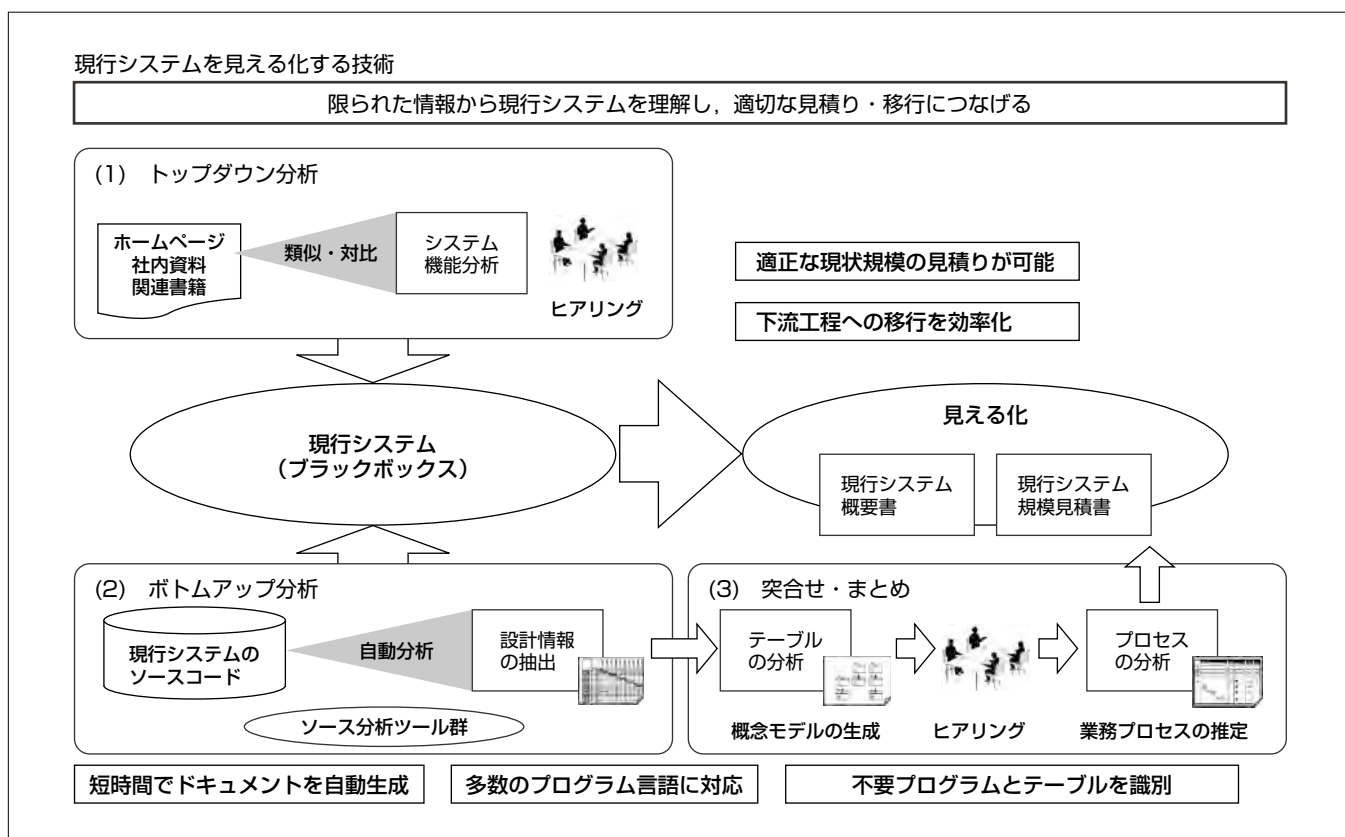 現行システムを見える化する技術
限られた情報から現行システムを理解し，適切な見積り・移行につなげる
(1) トップダウン分析
ホームページ
社内資料
関連書籍
類似・対比
システム
機能分析
ヒアリング
適正な現状規模の見積りが可能
下流工程への移行を効率化
現行システム
（ブラックボックス）
見える化
現行システム
概要書
現行システム
規模見積書
(2) ボトムアップ分析
現行システムの
ソースコード
自動分析
設計情報
の抽出
ソース分析ツール群
(3) 突合せ・まとめ
テーブル
の分析
概念モデルの生成
ヒアリング
プロセス
の分析
業務プロセスの推定
短時間でドキュメントを自動生成
多数のプログラム言語に対応
不要プログラムとテーブルを識別